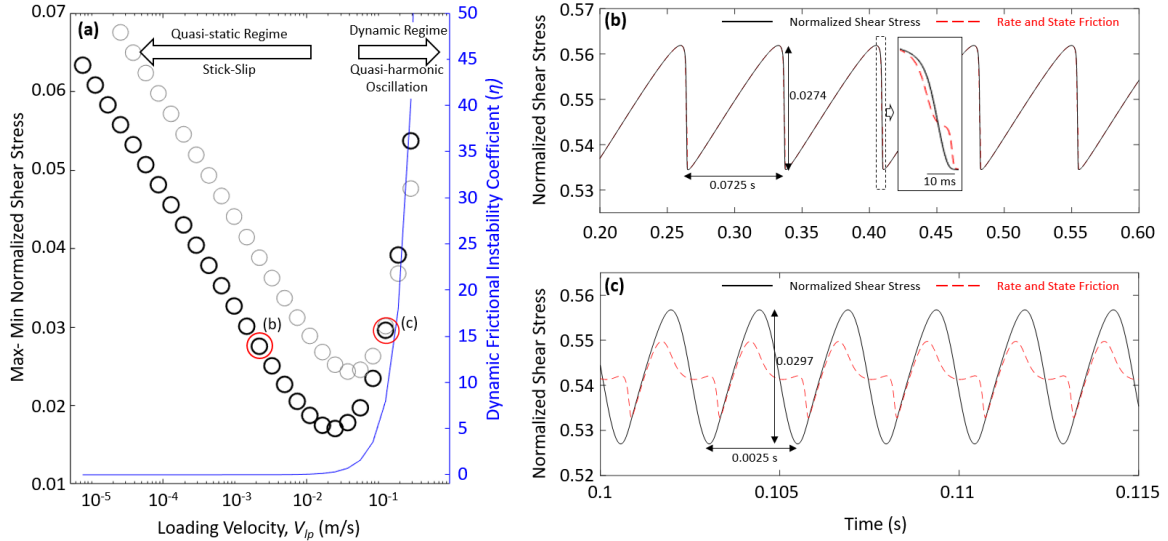 (a)
Quasi-static Regime
Stick-Slip
Dynamic Regime
Quasi-harmonic
Oscillation
Max- Min Normalized Shear Stress
0.07
0.06
0.05
0.04
0.03
0.02
0.01
10⁻⁵
10⁻⁴
10⁻³
10⁻²
10⁻¹
Loading Velocity, V_lp (m/s)
50
45
40
35
30
25
20
15
10
5
0
Dynamic Frictional Instability Coefficient (η)
(b)
(c)
(b)
Normalized Shear Stress
Rate and State Friction
Normalized Shear Stress
0.57
0.56
0.55
0.54
0.53
0.0274
0.0725 s
10 ms
0.20
0.25
0.30
0.35
0.40
0.45
0.50
0.55
0.60
(c)
Normalized Shear Stress
Rate and State Friction
Normalized Shear Stress
0.56
0.55
0.54
0.53
0.52
0.0297
0.0025 s
0.1
0.105
0.11
0.115
Time (s)